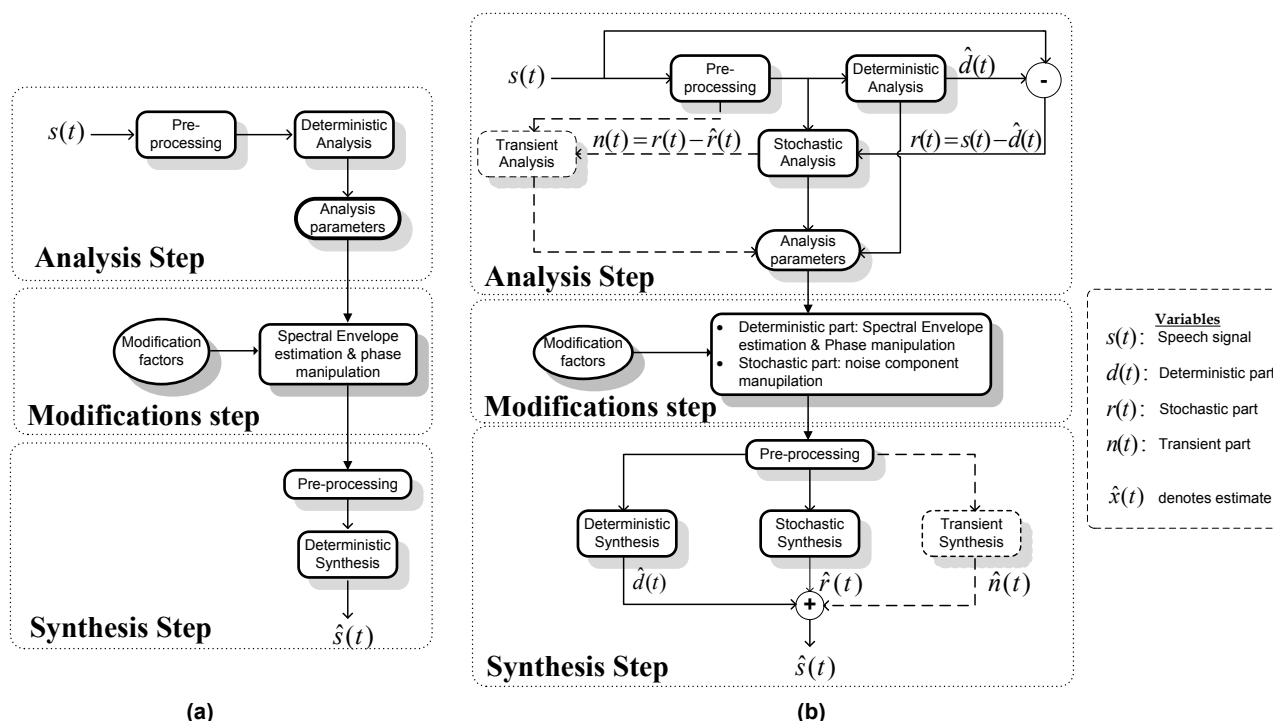 s(t)
Pre-
processing
Deterministic
Analysis
Analysis
parameters
Analysis Step
Modification
factors
Spectral Envelope
estimation & phase
manipulation
Modifications step
Pre-processing
Deterministic
Synthesis
Synthesis Step
ŝ(t)
(a)
s(t)
Pre-
processing
Deterministic
Analysis
d̂(t)
-
Transient
Analysis
n(t) = r(t) − r̂(t)
Stochastic
Analysis
r(t) = s(t) − d̂(t)
Analysis
parameters
Analysis Step
Modification
factors
• Deterministic part: Spectral Envelope
estimation & Phase manipulation
• Stochastic part: noise component
manupilation
Modifications step
Pre-processing
Deterministic
Synthesis
Stochastic
Synthesis
Transient
Synthesis
d̂(t)
r̂(t)
n̂(t)
+
Synthesis Step
ŝ(t)
(b)
Variables
s(t): Speech signal
d(t): Deterministic part
r(t): Stochastic part
n(t): Transient part
x̂(t) denotes estimate